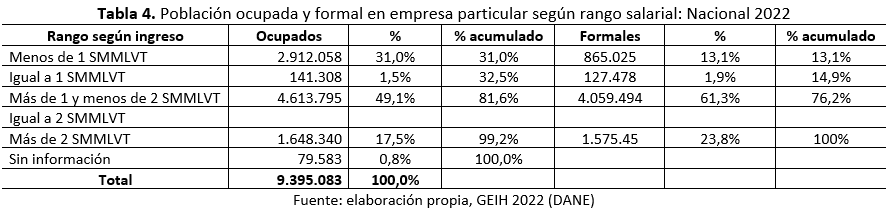 Tabla 4. Población ocupada y formal en empresa particular según rango salarial: Nacional 2022
Rango según ingreso Ocupados % % acumulado Formales % % acumulado
Menos de 1 SMMLVT 2.912.058 31,0% 31,0% 865.025 13,1% 13,1%
Igual a 1 SMMLVT 141.308 1,5% 32,5% 127.478 1,9% 14,9%
Más de 1 y menos de 2 SMMLVT 4.613.795 49,1% 81,6% 4.059.494 61,3% 76,2%
Igual a 2 SMMLVT
Más de 2 SMMLVT 1.648.340 17,5% 99,2% 1.575.45 23,8% 100%
Sin información 79.583 0,8% 100,0%
Total 9.395.083 100,0%
Fuente: elaboración propia, GEIH 2022 (DANE)